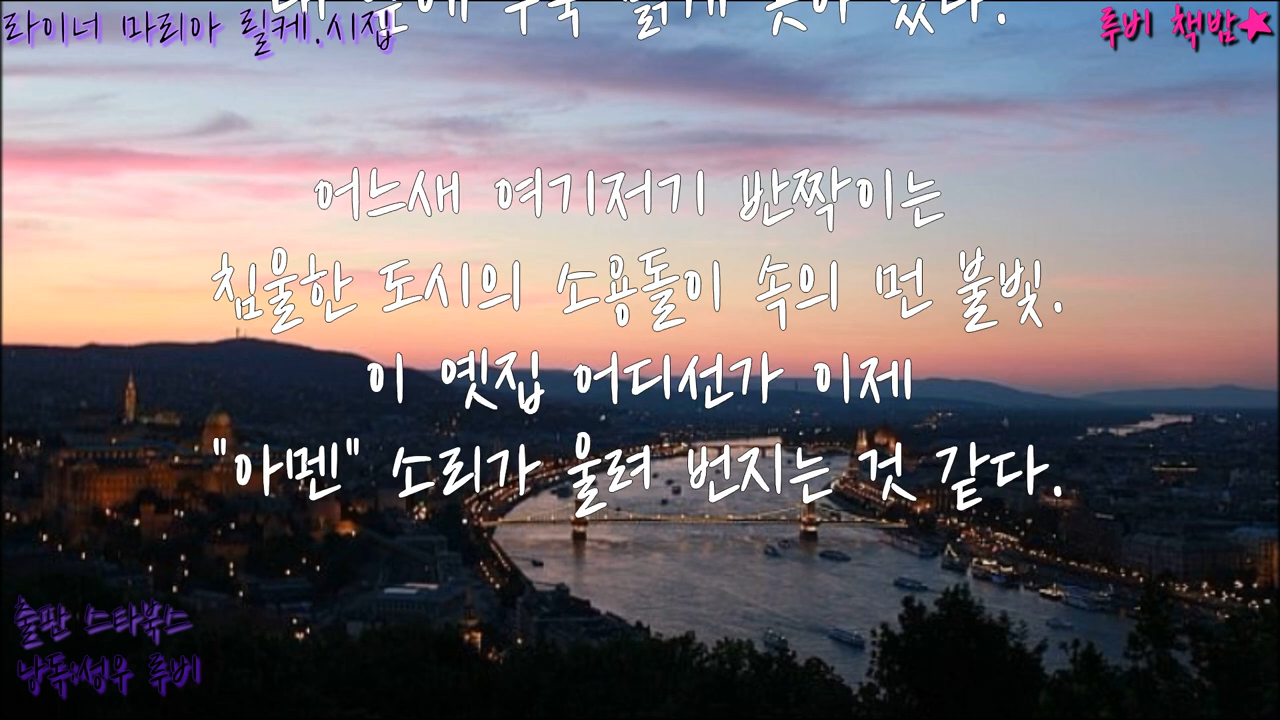 라이너 마리아 릴케.시집
루비 책밤★
어느새 여기저기 반짝이는
침울한 도시의 소용돌이 속의 먼 불빛.
이 옛집 어디선가 이제
"아멘" 소리가 울려 번지는 것 같다.
출판 스타북스
낭독:성우 루비